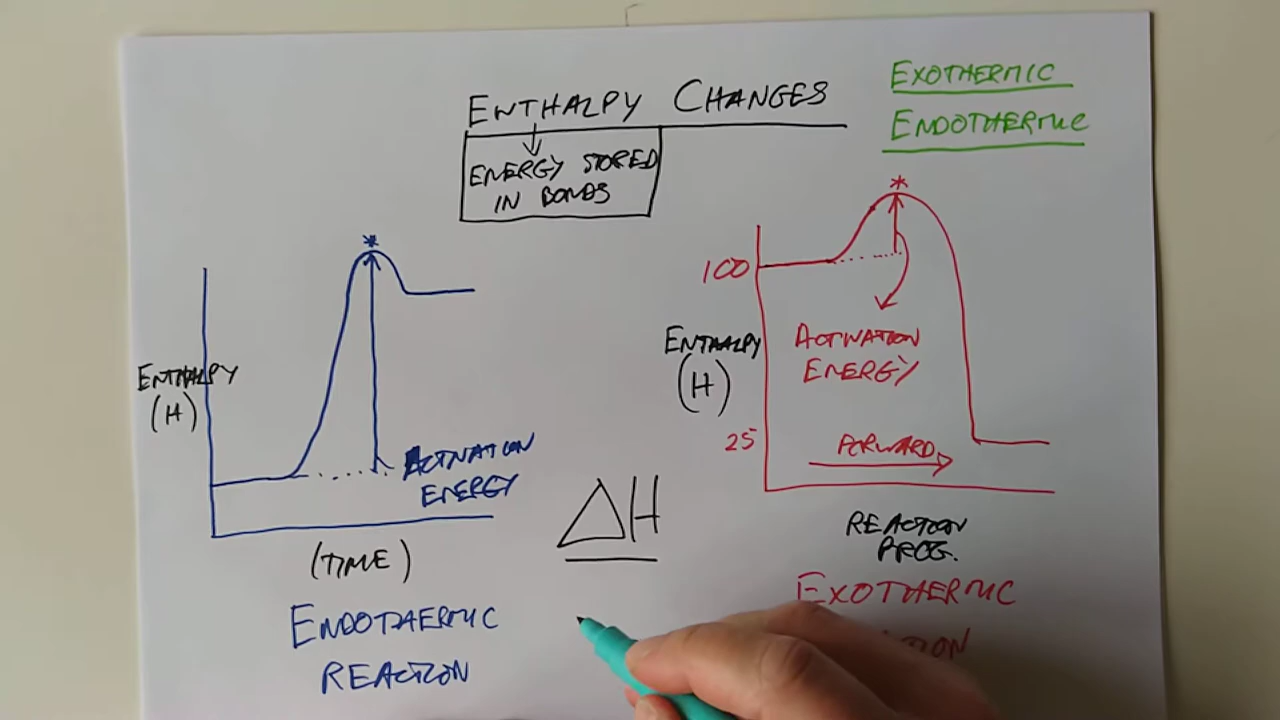 ENTHALPY CHANGES
ENERGY STORED
IN BONDS
EXOTHERMIC
ENDOTHERMIC
*
ENTHALPY
(H)
ACTIVATION
ENERGY
(TIME)
ENDOTHERMIC
REACTION
ΔH
*
100
ENTHALPY
(H)
25
ACTIVATION
ENERGY
FORWARD
REACTION
PROG.
EXOTHERMIC